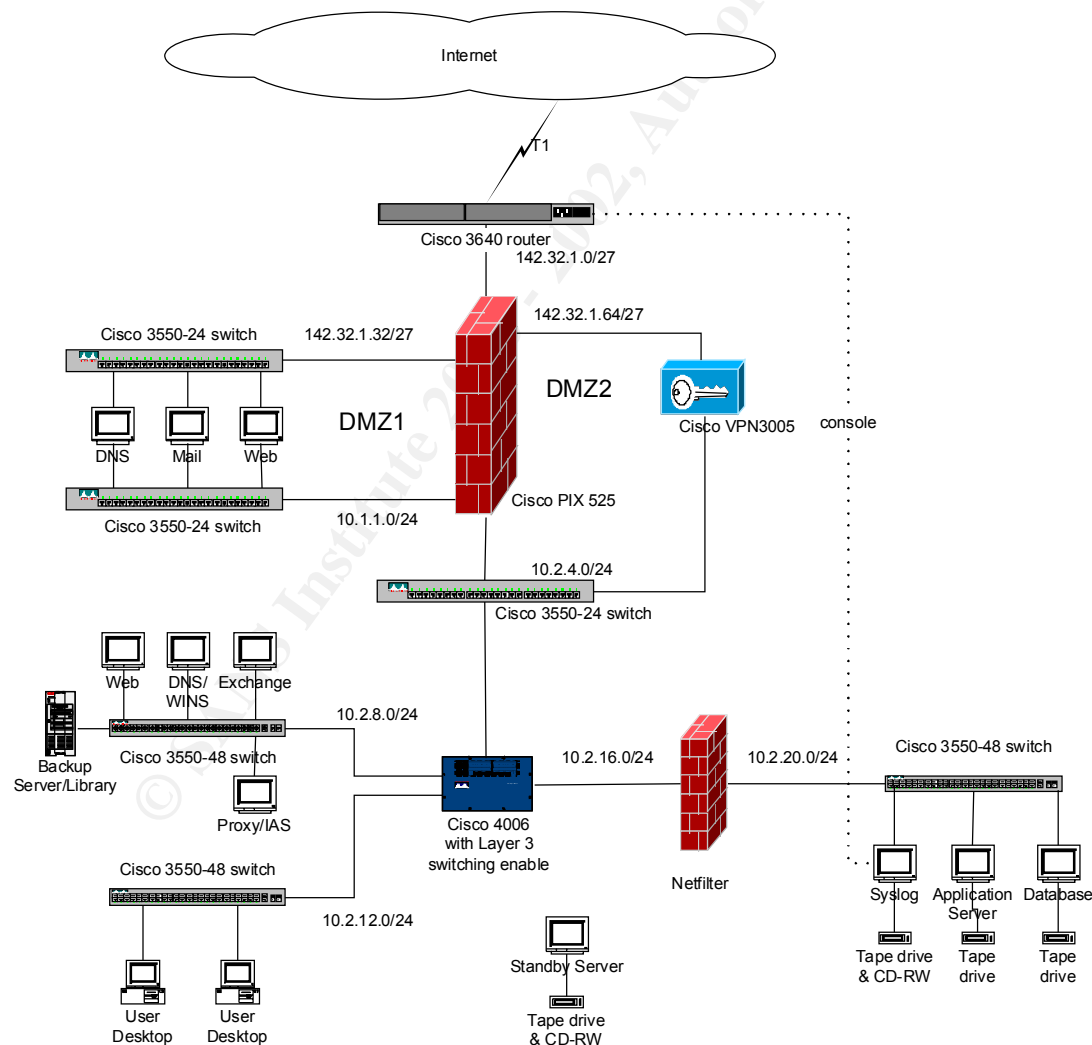 Internet
T1
Cisco 3640 router
142.32.1.0/27
Cisco 3550-24 switch
142.32.1.32/27
142.32.1.64/27
DMZ1
DMZ2
DNS
Mail
Web
Cisco VPN3005
console
Cisco 3550-24 switch
10.1.1.0/24
Cisco PIX 525
10.2.4.0/24
Cisco 3550-24 switch
Web
DNS/
WINS
Exchange
10.2.8.0/24
Cisco 3550-48 switch
Backup
Server/Library
Proxy/IAS
10.2.16.0/24
10.2.20.0/24
Cisco 3550-48 switch
Cisco 4006
with Layer 3
switching enable
Netfilter
Syslog
Application
Server
Database
Tape drive
& CD-RW
Tape
drive
Tape
drive
Cisco 3550-48 switch
10.2.12.0/24
User
Desktop
User
Desktop
Standby Server
Tape drive
& CD-RW
© SANS Institute 20 - 2002, Au